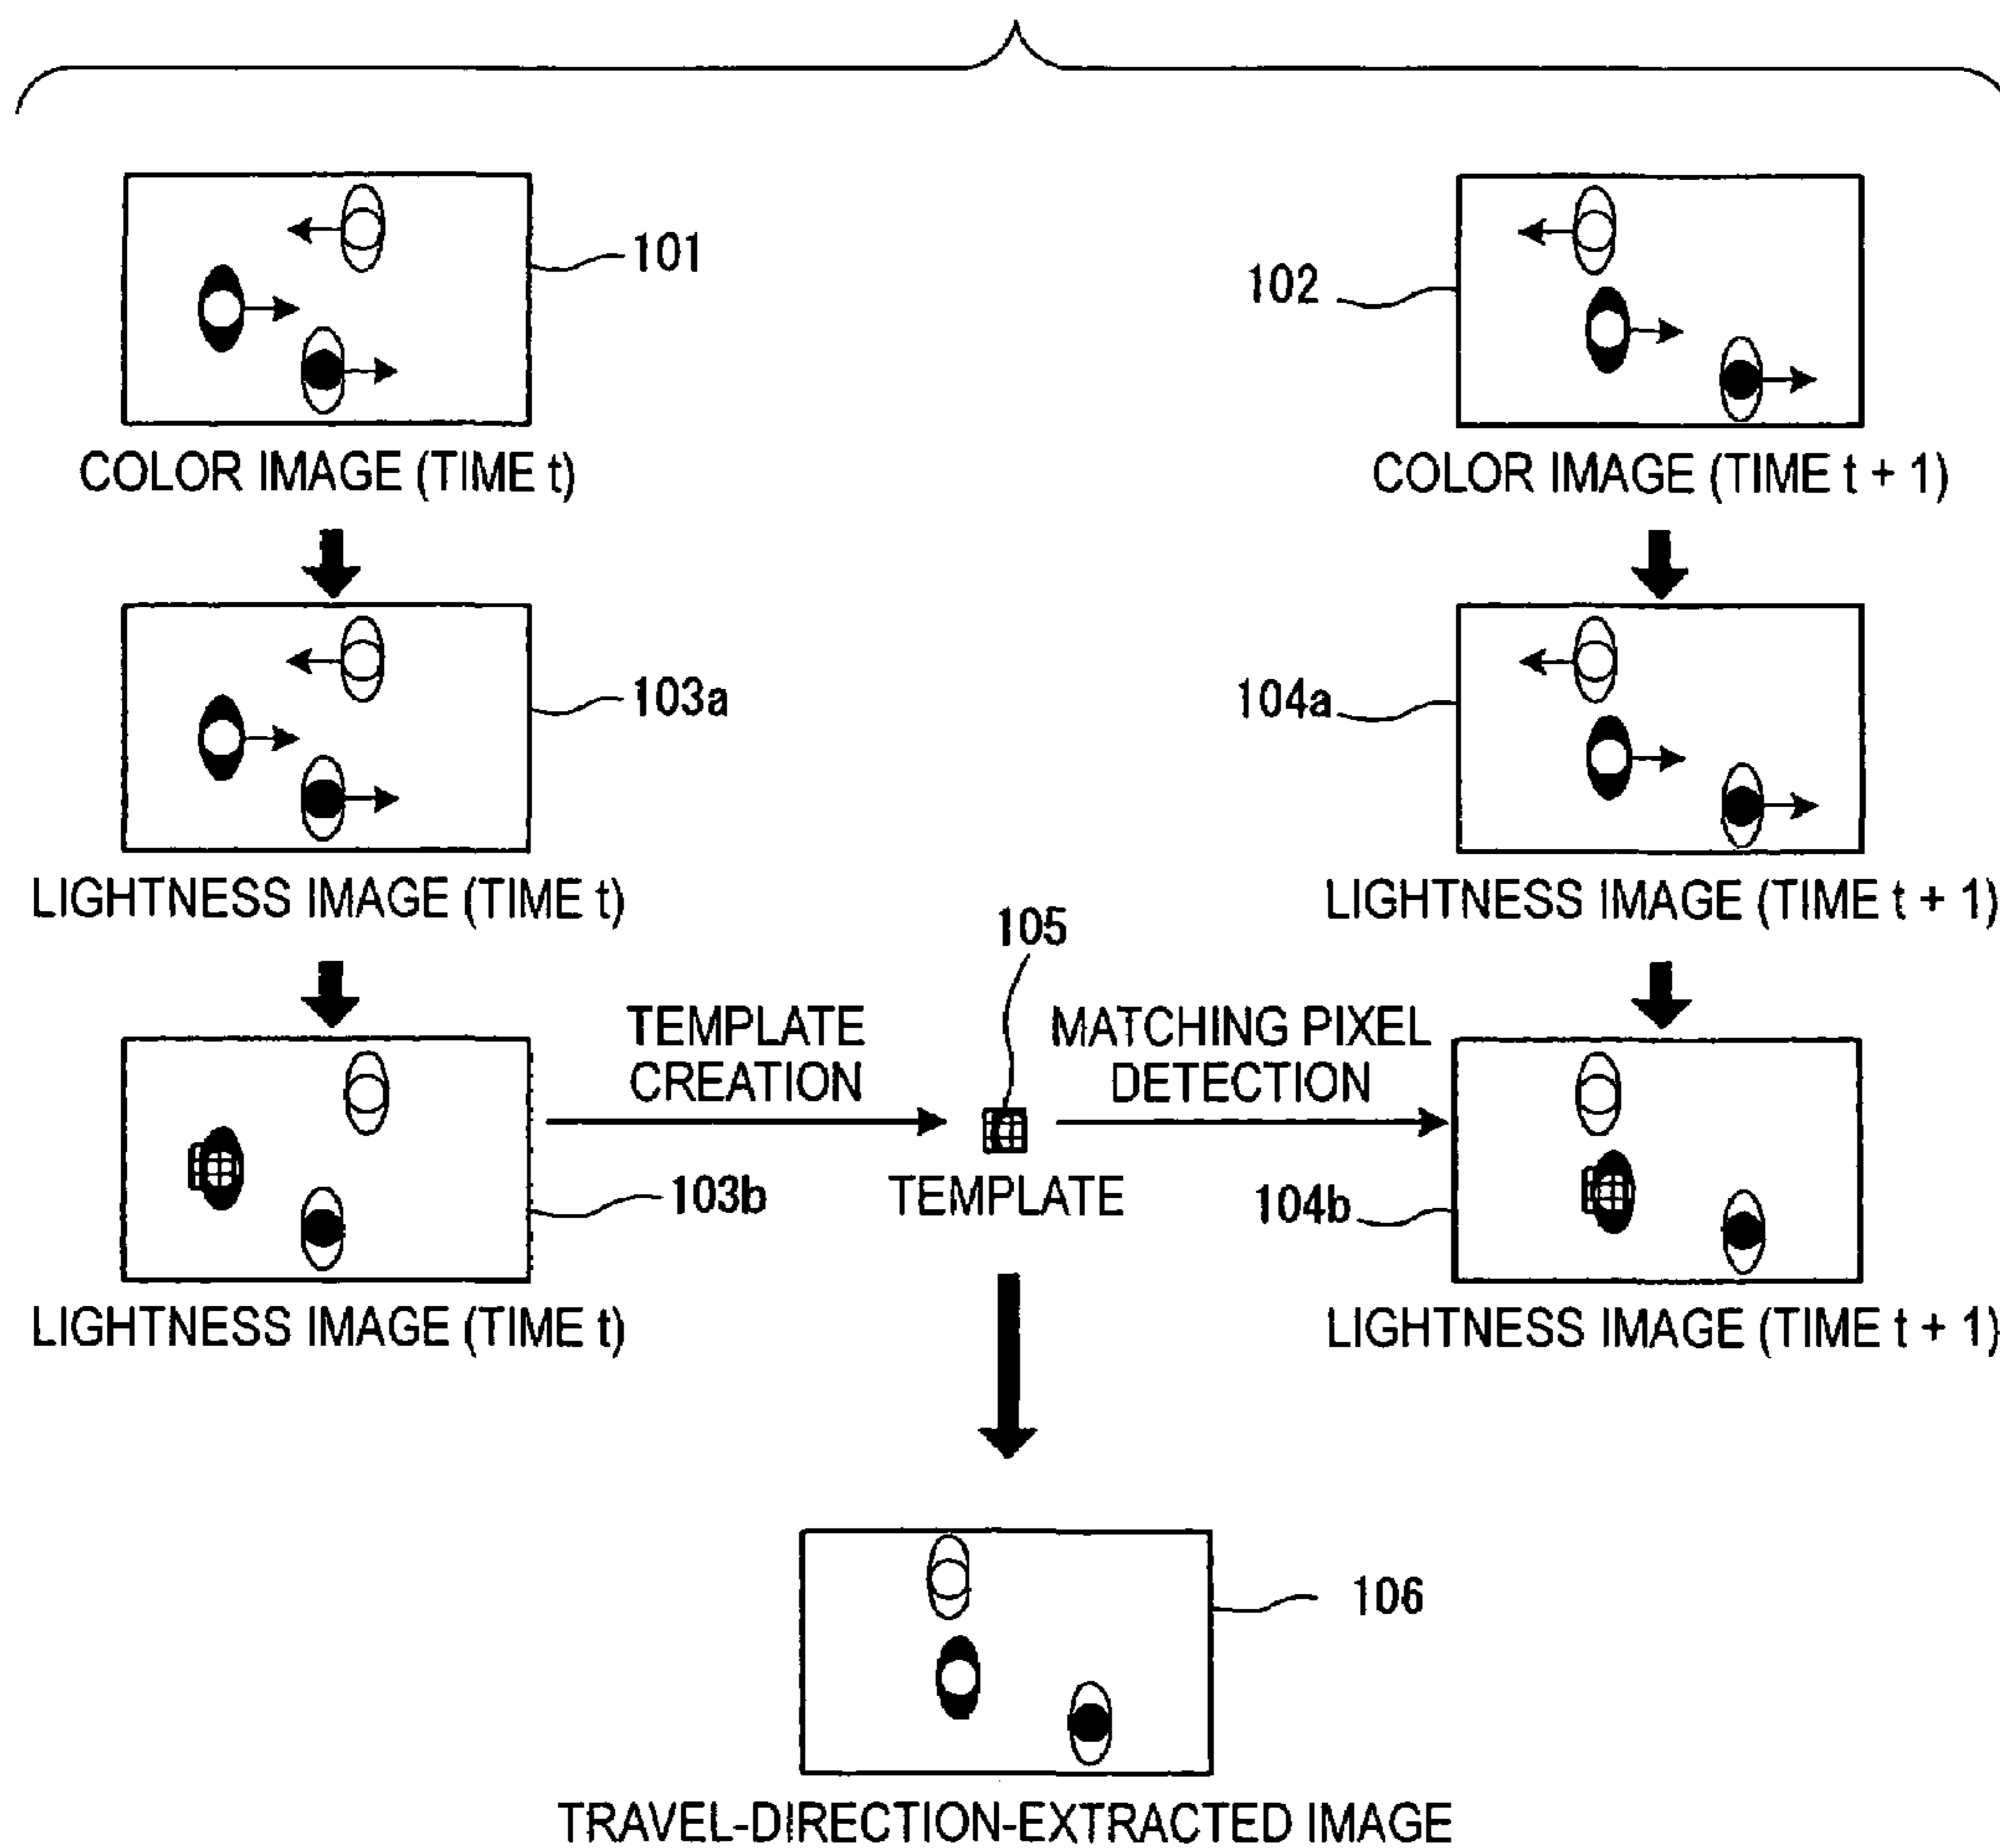 101
102
COLOR IMAGE (TIME t)
COLOR IMAGE (TIME t + 1)
103a
104a
LIGHTNESS IMAGE (TIME t)
LIGHTNESS IMAGE (TIME t + 1)
105
TEMPLATE
CREATION
MATCHING PIXEL
DETECTION
103b
TEMPLATE
104b
LIGHTNESS IMAGE (TIME t)
LIGHTNESS IMAGE (TIME t + 1)
106
TRAVEL-DIRECTION-EXTRACTED IMAGE